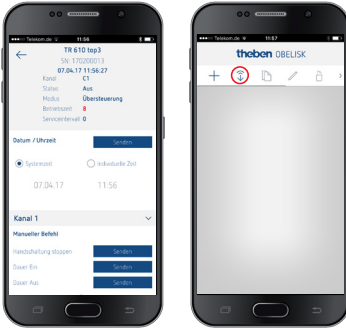 Telekom.de 11:56
TR 610 top3
SN: 170200013
07.04.17 11:56:27
Kanal C1
Status Aus
Modus Übersteuerung
Betriebszeit 8
Serviceintervall 0
Datum / Uhrzeit Senden
Systemzeit Individuelle Zeit
07.04.17 11:56
Kanal 1
Manueller Befehl
Handschaltung stoppen Senden
Dauer Ein Senden
Dauer Aus Senden
Telekom.de 11:57
theben OBELISK